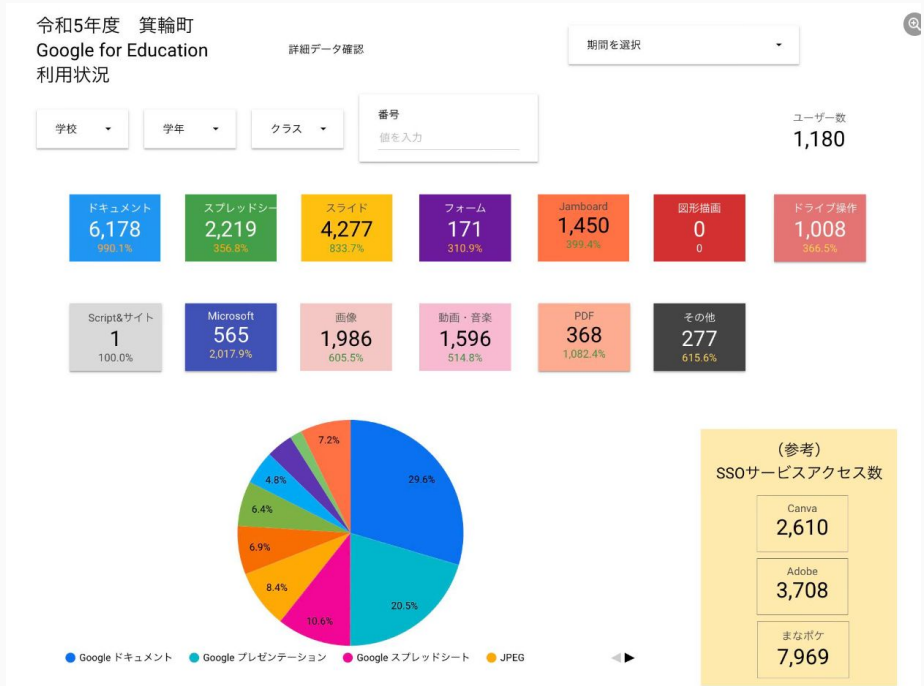 令和5年度　箕輪町
Google for Education
利用状況
詳細データ確認
期間を選択
学校
学年
クラス
番号
値を入力
ユーザー数
1,180
ドキュメント
6,178
990.1%
スプレッドシー
2,219
356.8%
スライド
4,277
833.7%
フォーム
171
310.9%
Jamboard
1,450
399.4%
図形描画
0
0
ドライブ操作
1,008
366.5%
Script&サイト
1
100.0%
Microsoft
565
2,017.9%
画像
1,986
605.5%
動画・音楽
1,596
514.8%
PDF
368
1,082.4%
その他
277
615.6%
7.2%
29.6%
4.8%
6.4%
6.9%
8.4%
20.5%
10.6%
Google ドキュメント
Google プレゼンテーション
Google スプレッドシート
JPEG
（参考）
SSOサービスアクセス数
Canva
2,610
Adobe
3,708
まなポケ
7,969